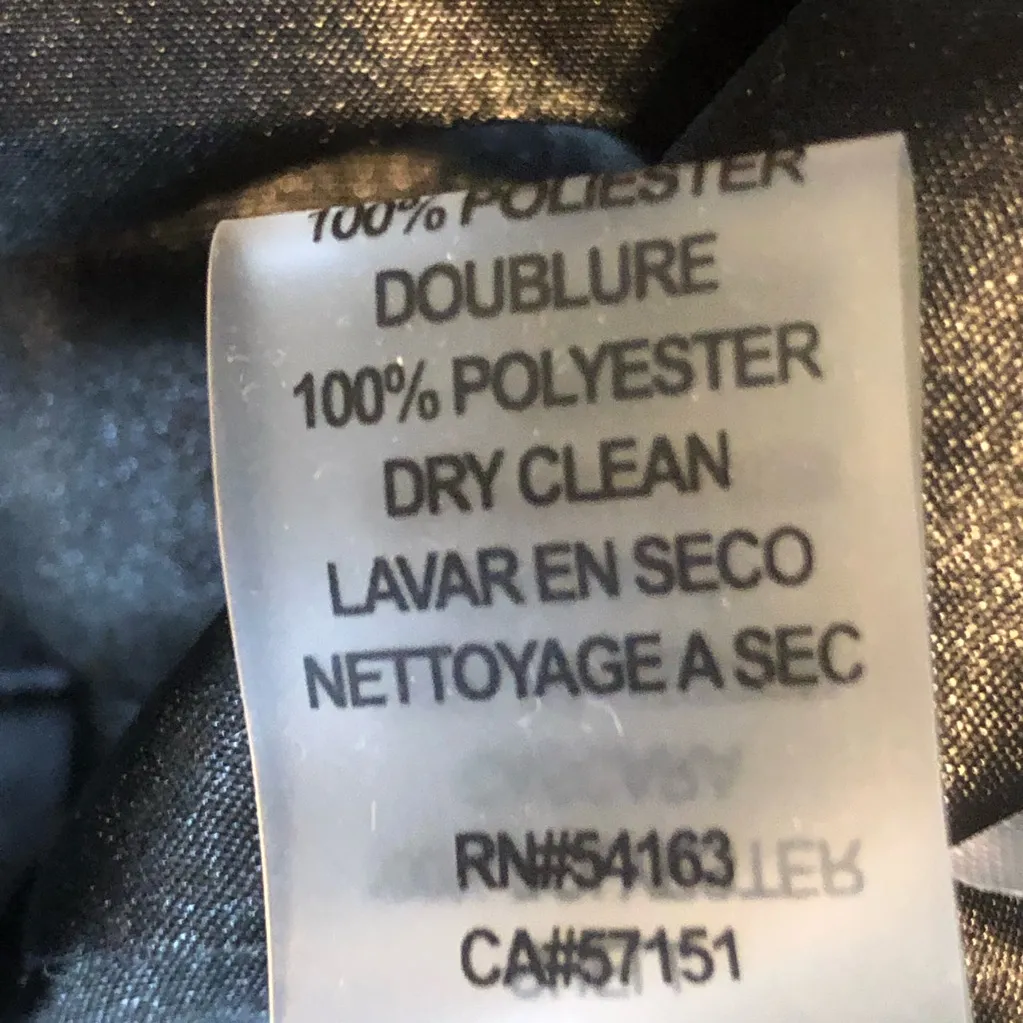 100% POLIESTER
DOUBLURE
100% POLYESTER
DRY CLEAN
LAVAR EN SECO
NETTOYAGE A SEC
RN#54163
CA#57151